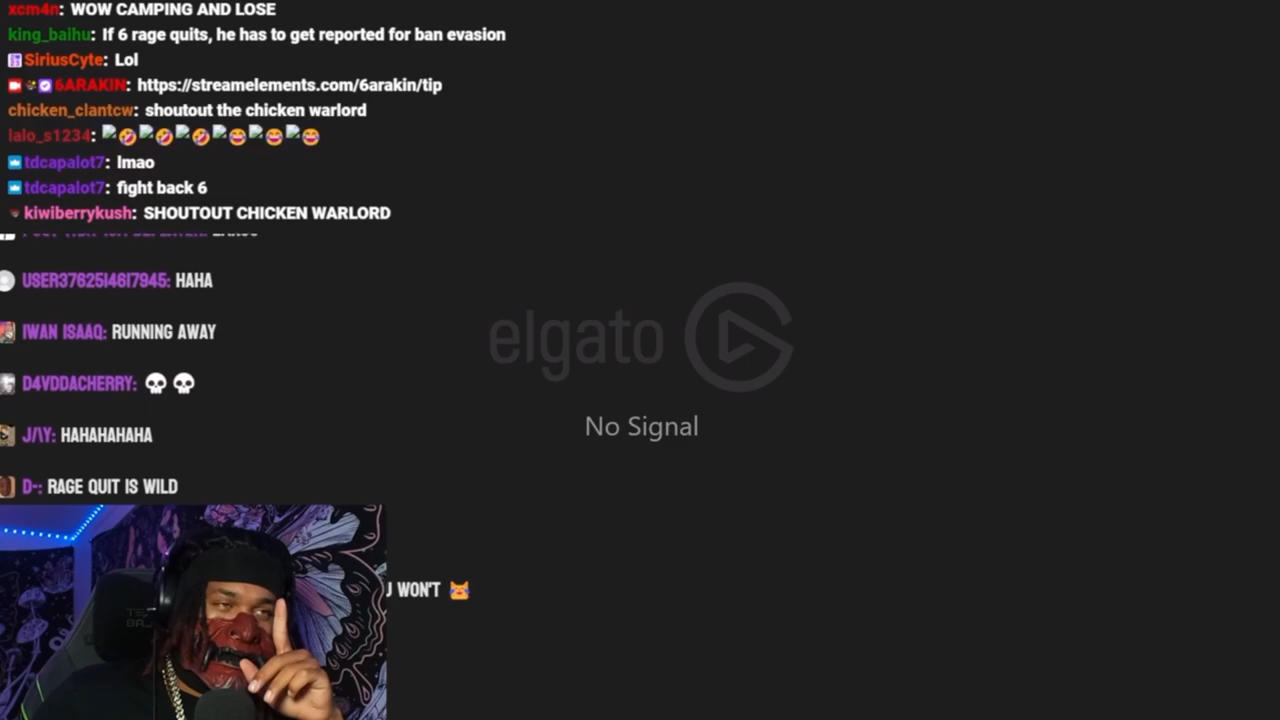 xcm4n: WOW CAMPING AND LOSE
king_baihu: If 6 rage quits, he has to get reported for ban evasion
SiriusCyte: Lol
6ARAKIN: https://streamelements.com/6arakin/tip
chicken_clantcw: shoutout the chicken warlord
lalo_s1234: 🤣🤣🤣😂😂😂
tdcapalot7: lmao
tdcapalot7: fight back 6
kiwiberrykush: SHOUTOUT CHICKEN WARLORD
USER3762514617945: HAHA
IWAN ISAAQ: RUNNING AWAY
D4VDDACHERRY: 💀💀
J/\Y: HAHAHAHAHA
D-: RAGE QUIT IS WILD
WON'T 😹
elgato
No Signal